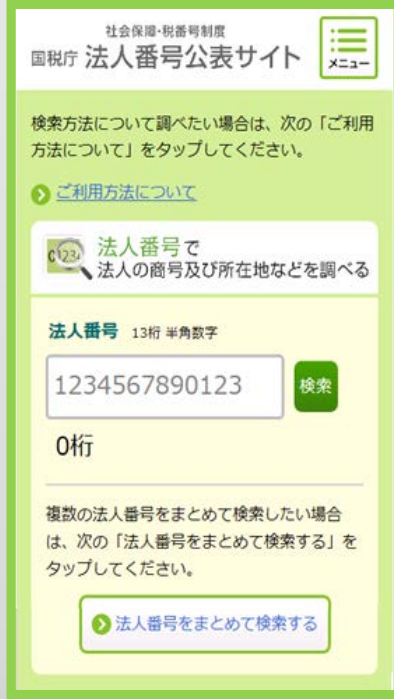 社会保障・税番号制度
国税庁 法人番号公表サイト
メニュー
検索方法について調べたい場合は、次の「ご利用
方法について」をタップしてください。
ご利用方法について
法人番号で
法人の商号及び所在地などを調べる
法人番号 13桁 半角数字
1234567890123
検索
0桁
複数の法人番号をまとめて検索したい場合
は、次の「法人番号をまとめて検索する」を
タップしてください。
法人番号をまとめて検索する